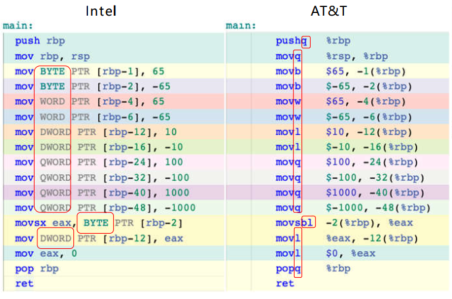 Intel
main:
push rbp
mov rbp, rsp
mov BYTE PTR [rbp-1], 65
mov BYTE PTR [rbp-2], -65
mov WORD PTR [rbp-4], 65
mov WORD PTR [rbp-6], -65
mov DWORD PTR [rbp-12], 10
mov DWORD PTR [rbp-16], -10
mov QWORD PTR [rbp-24], 100
mov QWORD PTR [rbp-32], -100
mov QWORD PTR [rbp-40], 1000
mov QWORD PTR [rbp-48], -1000
movsx eax, BYTE PTR [rbp-2]
mov DWORD PTR [rbp-12], eax
mov eax, 0
pop rbp
ret
AT&T
main:
pushq %rbp
movq %rsp, %rbp
movb $65, -1(%rbp)
movb $-65, -2(%rbp)
movw $65, -4(%rbp)
movw $-65, -6(%rbp)
movl $10, -12(%rbp)
movl $-10, -16(%rbp)
movq $100, -24(%rbp)
movq $-100, -32(%rbp)
movq $1000, -40(%rbp)
movq $-1000, -48(%rbp)
movsbl -2(%rbp), %eax
movl %eax, -12(%rbp)
movl $0, %eax
popq %rbp
ret